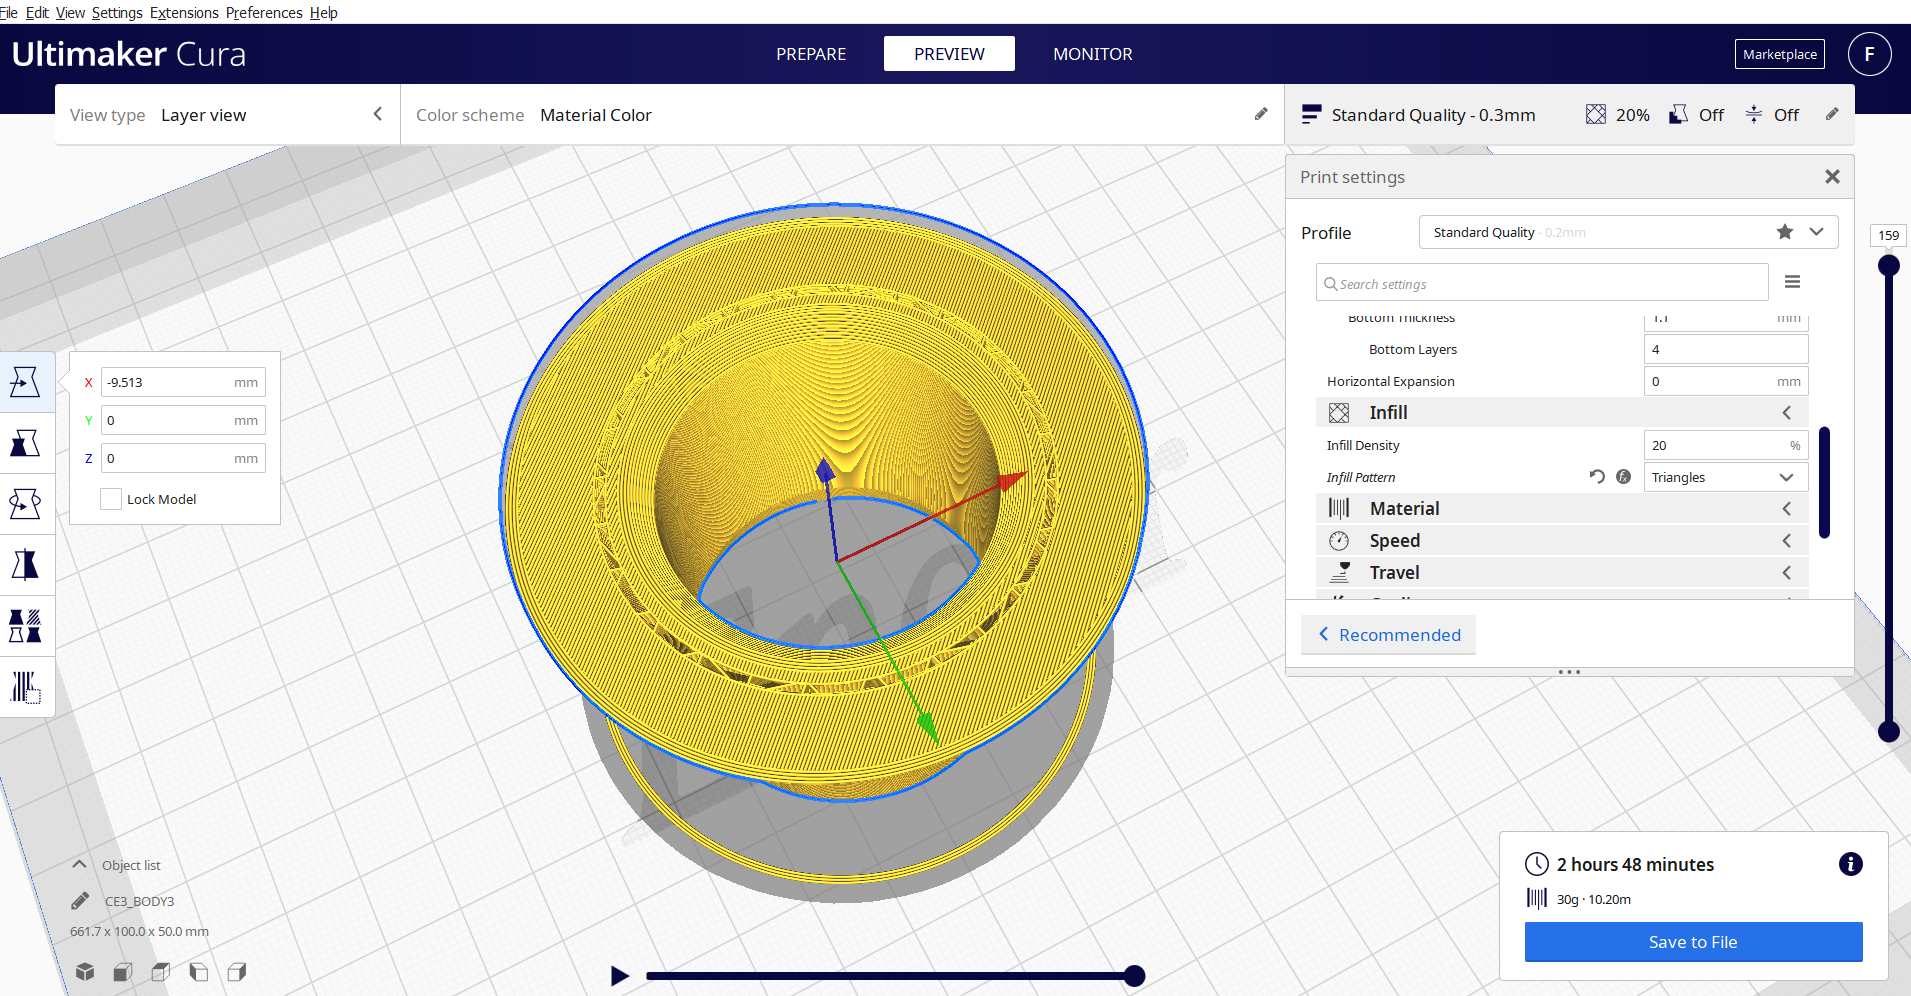 File Edit View Settings Extensions Preferences Help
Ultimaker Cura
PREPARE
PREVIEW
MONITOR
Marketplace
F
View type Layer view
Color scheme Material Color
Standard Quality - 0.3mm
20%
Off
Off
Print settings
Profile
Standard Quality - 0.2mm
159
Search settings
Bottom Thickness 1.1 mm
Bottom Layers 4
Horizontal Expansion 0 mm
Infill
Infill Density 20 %
Infill Pattern Triangles
Material
Speed
Travel
Recommended
X -9.513 mm
Y 0 mm
Z 0 mm
Lock Model
Object list
CE3_BODY3
661.7 x 100.0 x 50.0 mm
2 hours 48 minutes
30g · 10.20m
Save to File